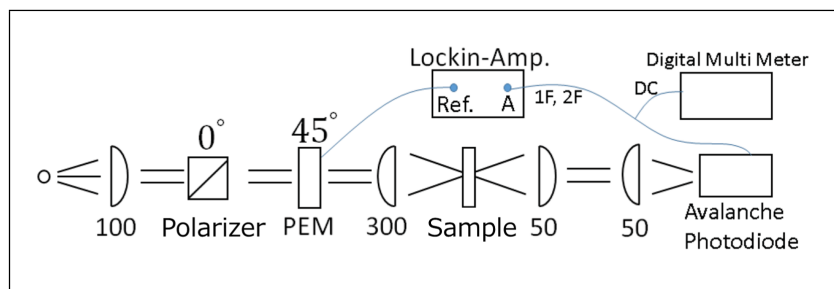 Lockin-Amp.
Digital Multi Meter
Ref.
A
1F, 2F
DC
0°
45°
100
Polarizer
PEM
300
Sample
50
50
Avalanche
Photodiode